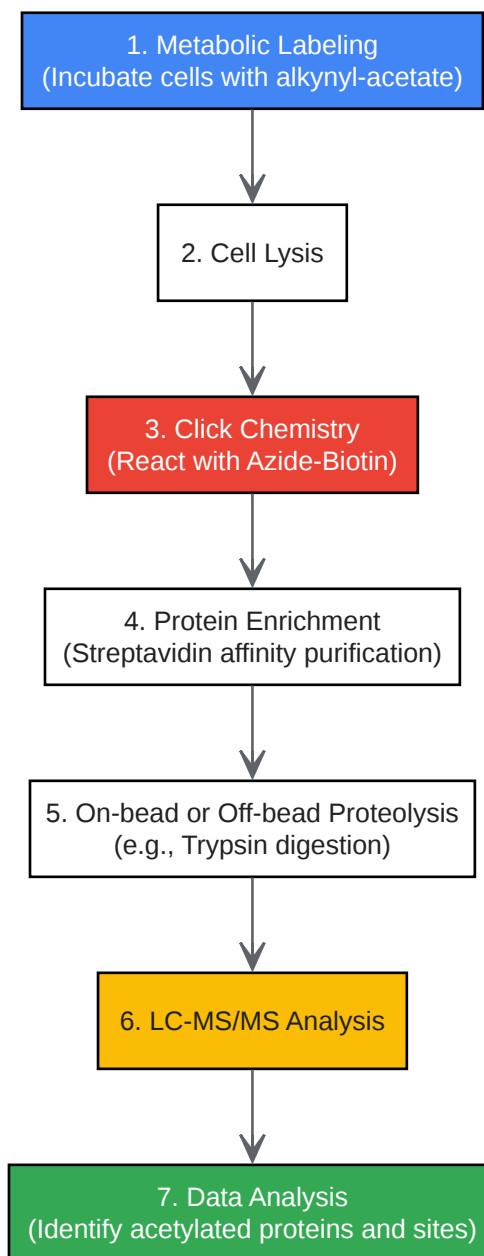 1. Metabolic Labeling
(Incubate cells with alkynyl-acetate)
2. Cell Lysis
3. Click Chemistry
(React with Azide-Biotin)
4. Protein Enrichment
(Streptavidin affinity purification)
5. On-bead or Off-bead Proteolysis
(e.g., Trypsin digestion)
6. LC-MS/MS Analysis
7. Data Analysis
(Identify acetylated proteins and sites)